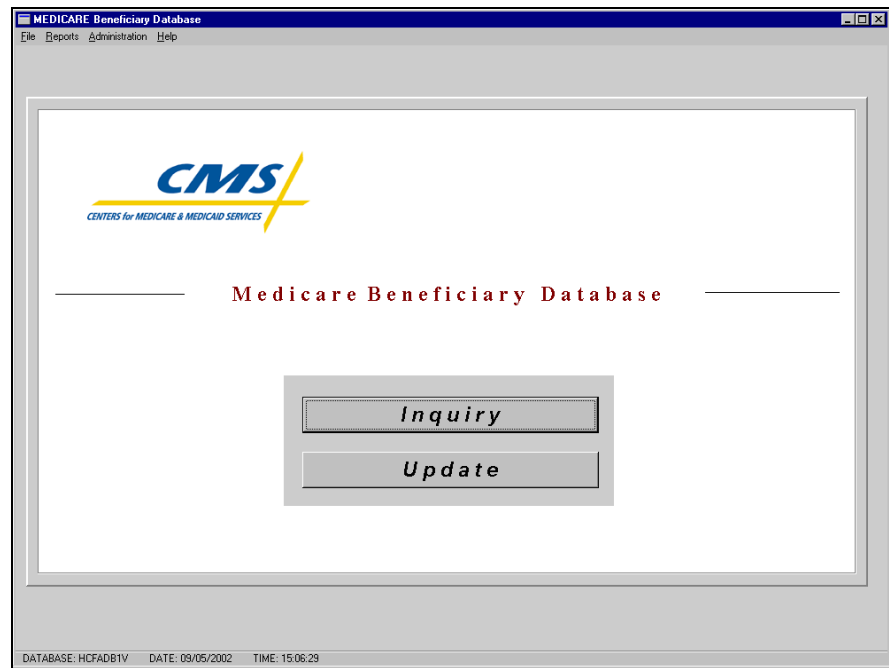 MEDICARE Beneficiary Database
File Reports Administration Help
CMS
CENTERS for MEDICARE & MEDICAID SERVICES
Medicare Beneficiary Database
Inquiry
Update
DATABASE: HCFADB1V DATE: 09/05/2002 TIME: 15:06:29